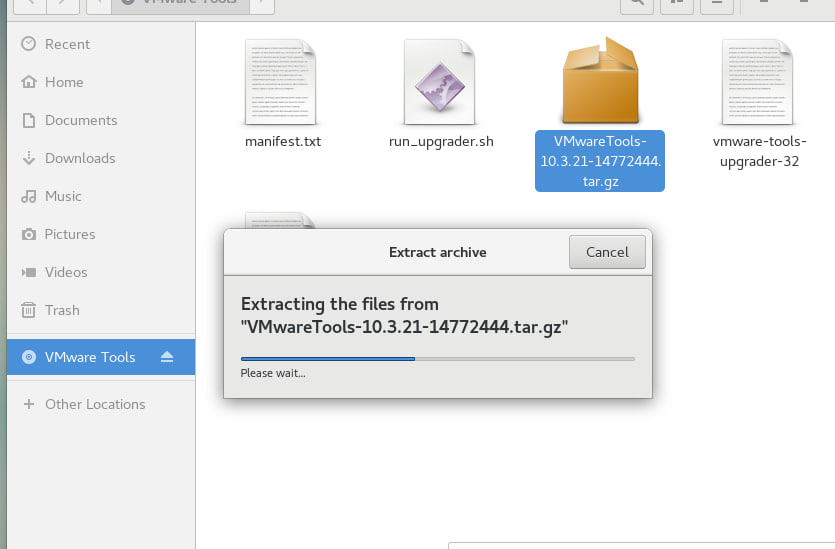 VMware Tools
Recent
Home
Documents
Downloads
Music
Pictures
Videos
Trash
VMware Tools
Other Locations
manifest.txt
run_upgrader.sh
VMwareTools-
10.3.21-14772444.
tar.gz
vmware-tools-
upgrader-32
Extract archive
Cancel
Extracting the files from
"VMwareTools-10.3.21-14772444.tar.gz"
Please wait...